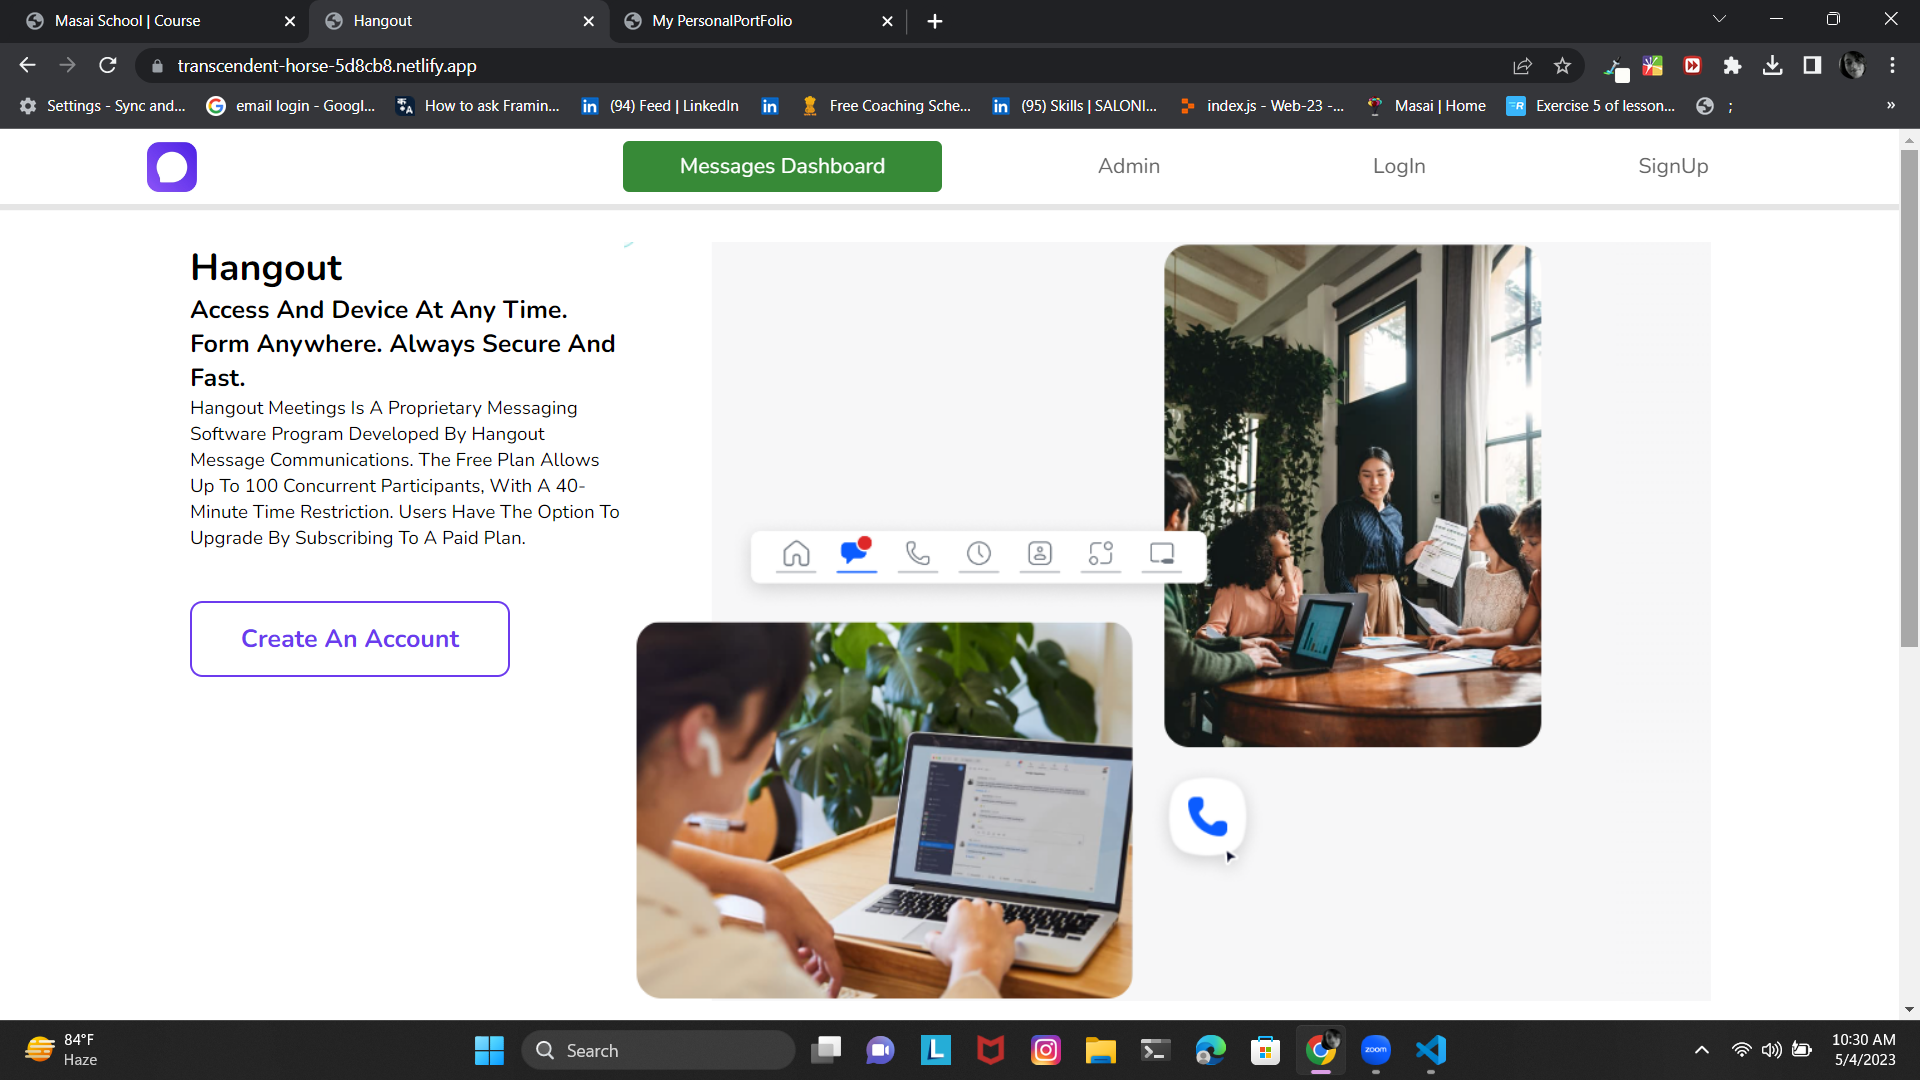 Masai School | Course
Hangout
My PersonalPortFolio
transcendent-horse-5d8cb8.netlify.app
Settings - Sync and...
email login - Googl...
How to ask Framin...
(94) Feed | LinkedIn
Free Coaching Sche...
(95) Skills | SALONI...
index.js - Web-23 -...
Masai | Home
Exercise 5 of lesson...
;
»
Messages Dashboard
Admin
LogIn
SignUp
Hangout
Access And Device At Any Time.
Form Anywhere. Always Secure And
Fast.
Hangout Meetings Is A Proprietary Messaging
Software Program Developed By Hangout
Message Communications. The Free Plan Allows
Up To 100 Concurrent Participants, With A 40-
Minute Time Restriction. Users Have The Option To
Upgrade By Subscribing To A Paid Plan.
Create An Account
84°F
Haze
Search
zoom
10:30 AM
5/4/2023